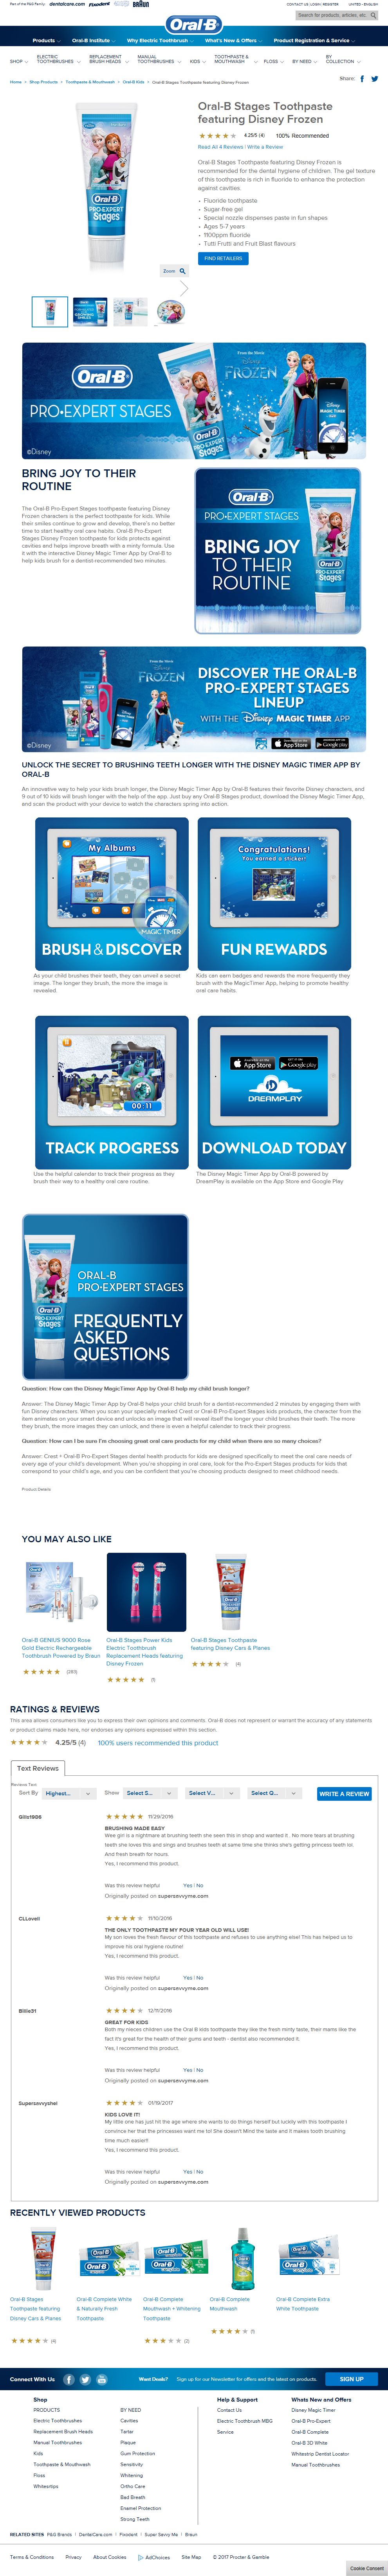 Part of the P&G Family
dentalcare.com
Fixodent
BRAUN
CONTACT US
LOGIN
REGISTER
UNITED - ENGLISH
Search for products, articles, etc.
Oral-B
Products
Oral-B Institute
Why Electric Toothbrush
What's New & Offers
Product Registration & Service
SHOP
ELECTRIC TOOTHBRUSHES
REPLACEMENT BRUSH HEADS
MANUAL TOOTHBRUSHES
KIDS
TOOTHPASTE & MOUTHWASH
FLOSS
BY NEED
BY COLLECTION
Home > Shop Products > Toothpaste & Mouthwash > Oral-B Kids > Oral-B Stages Toothpaste featuring Disney Frozen
Share:
Oral-B Stages Toothpaste
featuring Disney Frozen
4.25/5 (4)
100% Recommended
Read All 4 Reviews | Write a Review
Oral-B Stages Toothpaste featuring Disney Frozen is
recommended for the dental hygiene of children. The gel texture
of this toothpaste is rich in fluoride to enhance the protection
against cavities.
Fluoride toothpaste
Sugar-free gel
Special nozzle dispenses paste in fun shapes
Ages 5-7 years
1100ppm fluoride
Tutti Frutti and Fruit Blast flavours
FIND RETAILERS
Oral-B
PRO-EXPERT
Stages
Zoom
Oral-B
PRO-EXPERT STAGES
From the Movie
Disney FROZEN
MAGIC TIMER
©Disney
BRING JOY TO THEIR
ROUTINE
The Oral-B Pro-Expert Stages toothpaste featuring Disney
Frozen characters is the perfect toothpaste for kids. While
their smiles continue to grow and develop, there's no better
time to start healthy oral care habits. Oral-B Pro-Expert
Stages Disney Frozen toothpaste for kids protects against
cavities and helps improve breath with a minty formula. Use
it with the interactive Disney Magic Timer App by Oral-B to
help kids brush for a dentist-recommended two minutes.
Oral-B
PRO-EXPERT STAGES
BRING JOY
TO THEIR
ROUTINE
From the Movie
Disney FROZEN
DISCOVER THE ORAL-B
PRO-EXPERT STAGES
LINEUP
WITH THE Disney MAGIC TIMER APP
App Store
Google play
©Disney
UNLOCK THE SECRET TO BRUSHING TEETH LONGER WITH THE DISNEY MAGIC TIMER APP BY
ORAL-B
An innovative way to help your kids brush longer, the Disney Magic Timer App by Oral-B features their favorite Disney characters, and
9 out of 10 kids will brush longer with the help of the app. Just buy any Oral-B Stages product, download the Disney Magic Timer App,
and scan the product with your device to watch the characters spring into action.
My Albums
MAGIC TIMER
BRUSH & DISCOVER
Congratulations!
You earned a sticker!
FUN REWARDS
As your child brushes their teeth, they can unveil a secret
image. The longer they brush, the more the image is
revealed.
Kids can earn badges and rewards the more frequently they
brush with the MagicTimer App, helping to promote healthy
oral care habits.
00:11
TRACK PROGRESS
App Store
Google play
DREAMPLAY
DOWNLOAD TODAY
Use the helpful calendar to track their progress as they
brush their way to a healthy oral care routine.
The Disney Magic Timer App by Oral-B powered by
DreamPlay is available on the App Store and Google Play
ORAL-B
PRO-EXPERT STAGES
FREQUENTLY
ASKED
QUESTIONS
Question: How can the Disney MagicTimer App by Oral-B help my child brush longer?
Answer: The Disney Magic Timer App by Oral-B helps your child brush for a dentist-recommended 2 minutes by engaging them with
fun Disney characters. When you scan your specially marked Crest or Oral-B Pro-Expert Stages kids products, the character from the
item animates on your smart device and unlocks an image that will reveal itself the longer your child brushes their teeth. The more
they brush, the more images they can unlock, and there is even a helpful calendar to track their progress.
Question: How can I be sure I'm choosing great oral care products for my child when there are so many choices?
Answer: Crest + Oral-B Pro-Expert Stages dental health products for kids are designed specifically to meet the oral care needs of
every age of your child's development. When you're shopping in oral care, look for the Pro-Expert Stages products for kids that
correspond to your child's age, and you can be confident that you're choosing products designed to meet childhood needs.
Product Details
YOU MAY ALSO LIKE
Oral-B GENIUS 9000 Rose
Gold Electric Rechargeable
Toothbrush Powered by Braun
Oral-B Stages Power Kids
Electric Toothbrush
Replacement Heads featuring
Disney Frozen
(1)
Oral-B Stages Toothpaste
featuring Disney Cars & Planes
(4)
RATINGS & REVIEWS
This area allows consumers like you to express their own opinions and comments. Oral-B does not represent or warrant the accuracy of any statements
or product claims made here, nor endorses any opinions expressed within this section.
4.25/5 (4)
100% users recommended this product
Text Reviews
Reviews Text
Sort By
Highest...
Show
Select S...
Select V...
Select Q...
WRITE A REVIEW
Gills1906
11/29/2016
BRUSHING MADE EASY
Wee girl is a nightmare at brushing teeth she seen this in shop and wanted it . No more tears at brushing
teeth she loves this and sings and brushes teeth at same time she thinks she's getting princess teeth lol.
And fresh breath for hours.
Yes, I recommend this product.
Was this review helpful
Yes | No
Originally posted on supersavvyme.com
CLLovell
11/10/2016
THE ONLY TOOTHPASTE MY FOUR YEAR OLD WILL USE!
My son loves the fresh flavour of this toothpaste and refuses to use anything else! This has helped us to
improve his oral hygiene routine!
Yes, I recommend this product.
Was this review helpful
Yes | No
Originally posted on supersavvyme.com
Billie31
12/11/2016
GREAT FOR KIDS
Both my nieces children use the Oral B kids toothpaste they like the fresh minty taste, their mams like the
fact it's great for the health of their gums and teeth - dentist also recommended it.
Yes, I recommend this product.
Was this review helpful
Yes | No
Originally posted on supersavvyme.com
Supersavvyshel
01/19/2017
KIDS LOVE IT!
My little one has just hit the age where she wants to do things herself but luckily with this toothpaste I
convince her that the princesses want me to! She doesn't Mind the taste and it makes tooth brushing
time much easier!!
Yes, I recommend this product.
Was this review helpful
Yes | No
Originally posted on supersavvyme.com
RECENTLY VIEWED PRODUCTS
Oral-B Stages
Toothpaste featuring
Disney Cars & Planes
(4)
Oral-B Complete White
& Naturally Fresh
Toothpaste
Oral-B Complete
Mouthwash + Whitening
Toothpaste
(2)
Oral-B Complete
Mouthwash
(1)
Oral-B Complete Extra
White Toothpaste
Connect With Us
Want Deals?
Sign up for our Newsletter for offers and the latest on products.
SIGN UP
Shop
PRODUCTS
Electric Toothbrushes
Replacement Brush Heads
Manual Toothbrushes
Kids
Toothpaste & Mouthwash
Floss
Whitestrips
BY NEED
Cavities
Tartar
Plaque
Gum Protection
Sensitivity
Whitening
Ortho Care
Bad Breath
Enamel Protection
Strong Teeth
Help & Support
Contact Us
Electric Toothbrush MBG
Service
Whats New and Offers
Disney Magic Timer
Oral-B Pro-Expert
Oral-B Complete
Oral-B 3D White
Whitestrip Dentist Locator
Manual Toothbrushes
RELATED SITES
P&G Brands | DentalCare.com | Fixodent | Super Savvy Me | Braun
Terms & Conditions
Privacy
About Cookies
AdChoices
Site Map
© 2017 Procter & Gamble
Cookie Consent